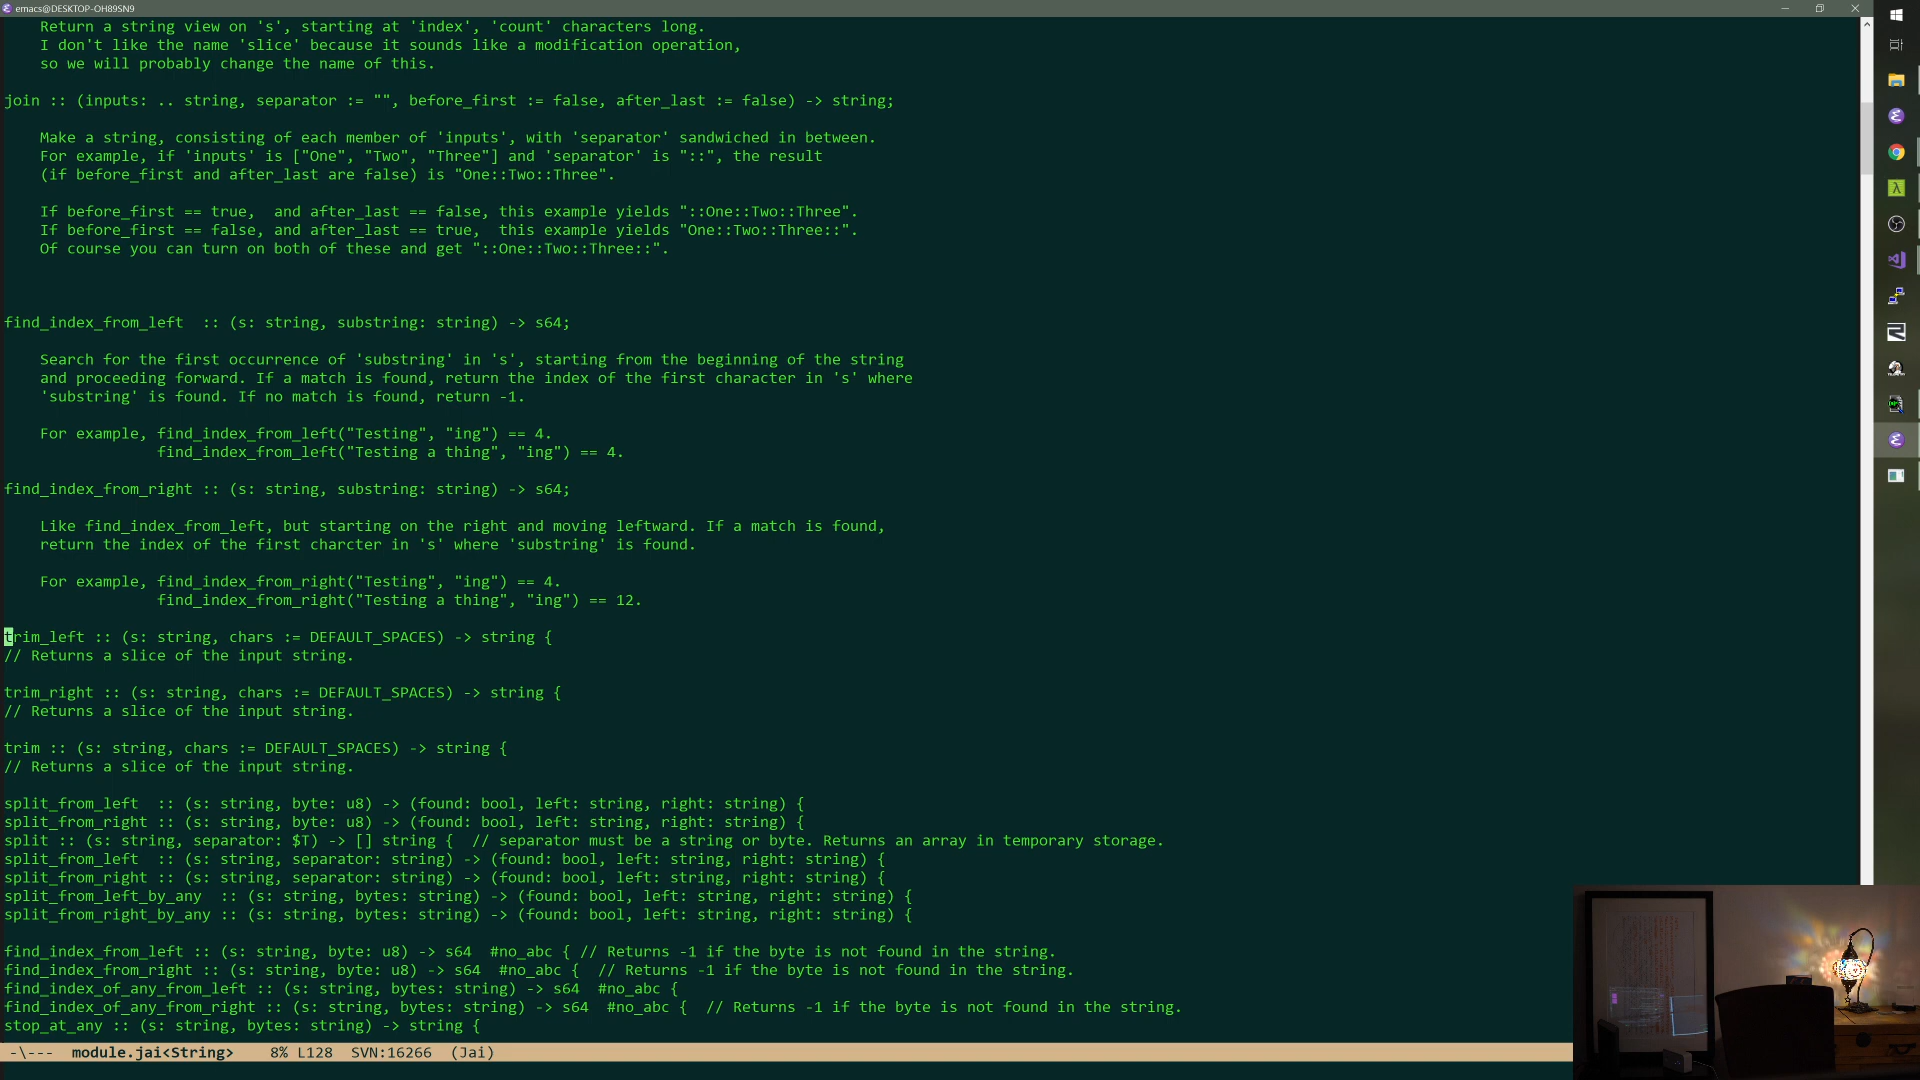 emacs@DESKTOP-OH89SN9
Return a string view on 's', starting at 'index', 'count' characters long.
I don't like the name 'slice' because it sounds like a modification operation,
so we will probably change the name of this.
join :: (inputs: .. string, separator := "", before_first := false, after_last := false) -> string;
Make a string, consisting of each member of 'inputs', with 'separator' sandwiched in between.
For example, if 'inputs' is ["One", "Two", "Three"] and 'separator' is "::", the result
(if before_first and after_last are false) is "One::Two::Three".
If before_first == true,  and after_last == false, this example yields "::One::Two::Three".
If before_first == false, and after_last == true,  this example yields "One::Two::Three::".
Of course you can turn on both of these and get "::One::Two::Three::".
find_index_from_left  :: (s: string, substring: string) -> s64;
Search for the first occurrence of 'substring' in 's', starting from the beginning of the string
and proceeding forward. If a match is found, return the index of the first character in 's' where
'substring' is found. If no match is found, return -1.
For example, find_index_from_left("Testing", "ing") == 4.
find_index_from_left("Testing a thing", "ing") == 4.
find_index_from_right :: (s: string, substring: string) -> s64;
Like find_index_from_left, but starting on the right and moving leftward. If a match is found,
return the index of the first charcter in 's' where 'substring' is found.
For example, find_index_from_right("Testing", "ing") == 4.
find_index_from_right("Testing a thing", "ing") == 12.
trim_left :: (s: string, chars := DEFAULT_SPACES) -> string {
// Returns a slice of the input string.
trim_right :: (s: string, chars := DEFAULT_SPACES) -> string {
// Returns a slice of the input string.
trim :: (s: string, chars := DEFAULT_SPACES) -> string {
// Returns a slice of the input string.
split_from_left  :: (s: string, byte: u8) -> (found: bool, left: string, right: string) {
split_from_right :: (s: string, byte: u8) -> (found: bool, left: string, right: string) {
split :: (s: string, separator: $T) -> [] string {  // separator must be a string or byte. Returns an array in temporary storage.
split_from_left  :: (s: string, separator: string) -> (found: bool, left: string, right: string) {
split_from_right :: (s: string, separator: string) -> (found: bool, left: string, right: string) {
split_from_left_by_any  :: (s: string, bytes: string) -> (found: bool, left: string, right: string) {
split_from_right_by_any :: (s: string, bytes: string) -> (found: bool, left: string, right: string) {
find_index_from_left :: (s: string, byte: u8) -> s64  #no_abc { // Returns -1 if the byte is not found in the string.
find_index_from_right :: (s: string, byte: u8) -> s64  #no_abc {  // Returns -1 if the byte is not found in the string.
find_index_of_any_from_left :: (s: string, bytes: string) -> s64  #no_abc {
find_index_of_any_from_right :: (s: string, bytes: string) -> s64  #no_abc {  // Returns -1 if the byte is not found in the string.
stop_at_any :: (s: string, bytes: string) -> string {
-\---  module.jai<String>    8% L128  SVN:16266  (Jai)